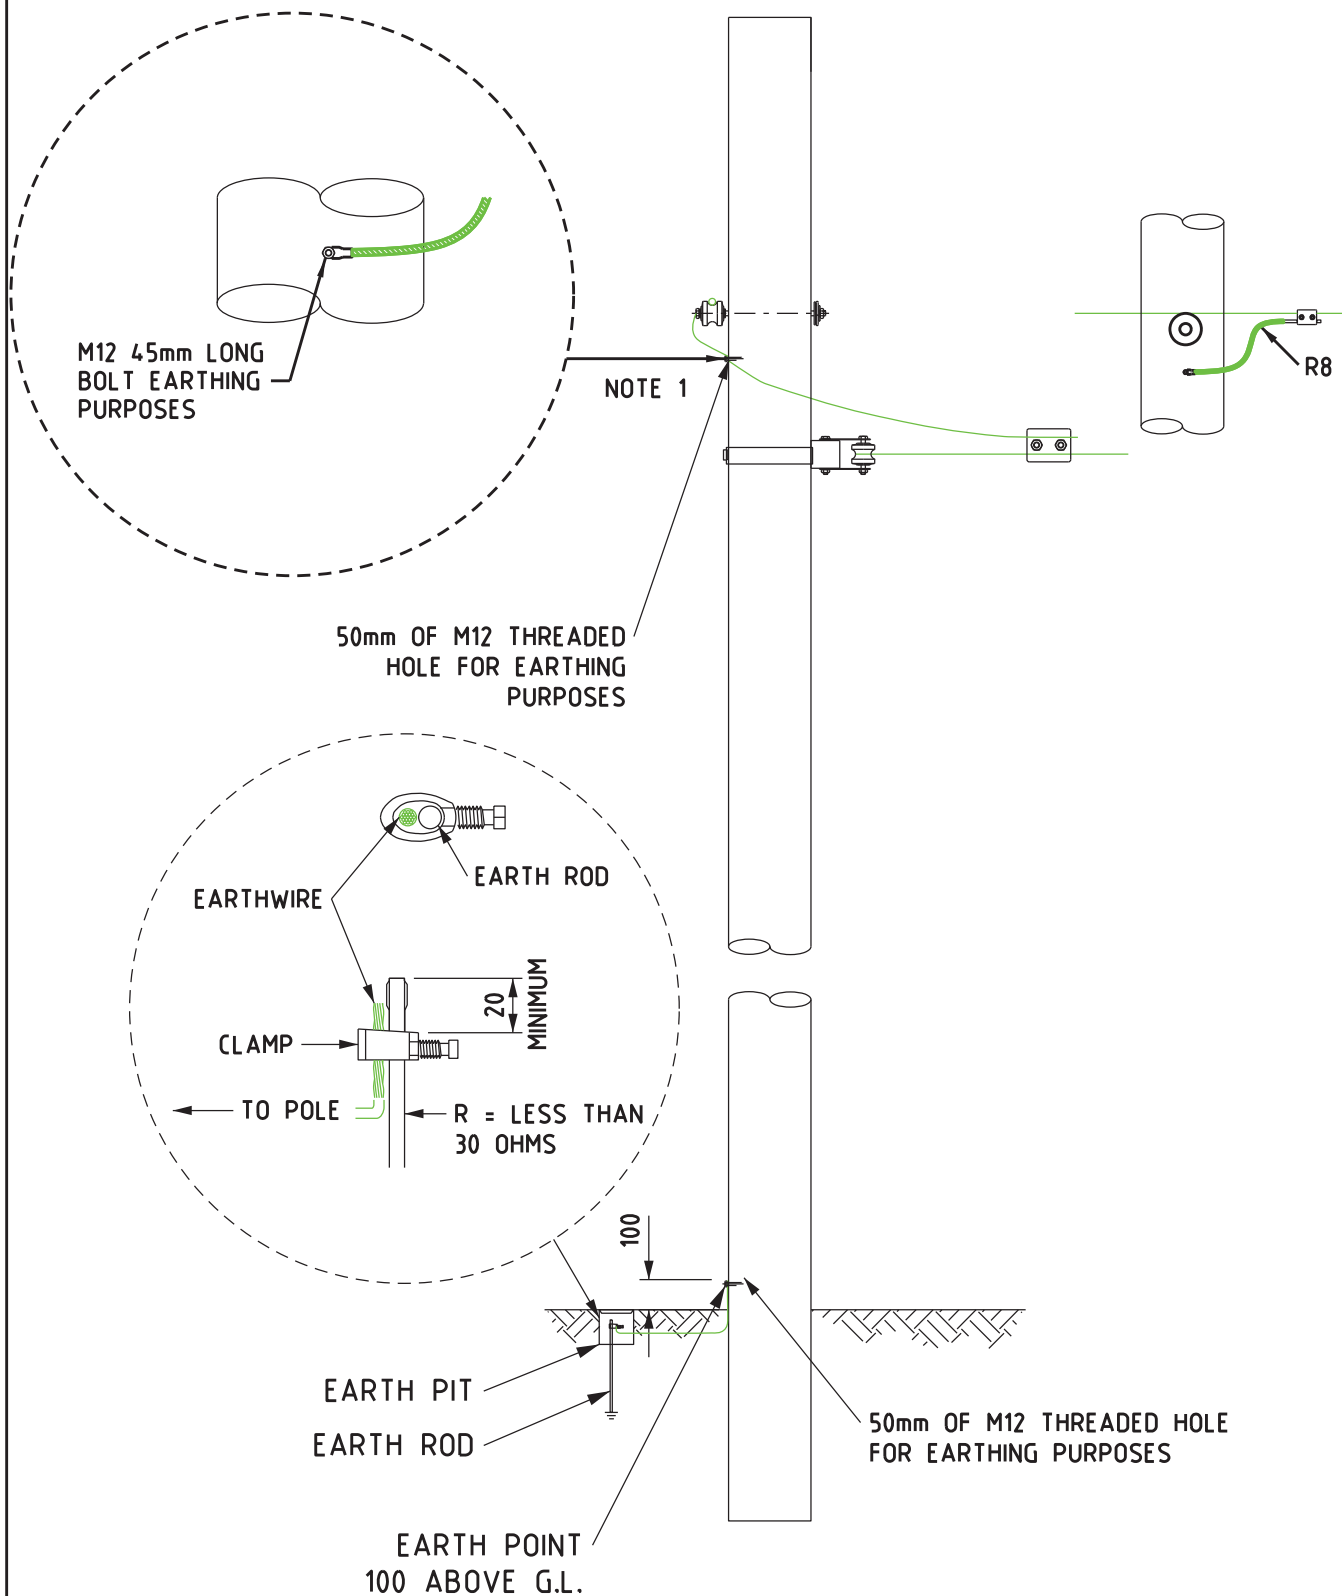 M12 45mm LONG
BOLT EARTHING
PURPOSES
NOTE 1
R8
50mm OF M12 THREADED
HOLE FOR EARTHING
PURPOSES
EARTH ROD
EARTHWIRE
20
MINIMUM
CLAMP
TO POLE
R = LESS THAN
30 OHMS
100
EARTH PIT
EARTH ROD
50mm OF M12 THREADED HOLE
FOR EARTHING PURPOSES
EARTH POINT
100 ABOVE G.L.